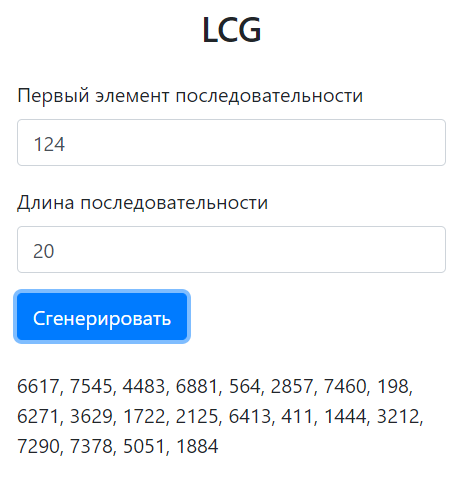 LCG
Первый элемент последовательности
124
Длина последовательности
20
Сгенерировать
6617, 7545, 4483, 6881, 564, 2857, 7460, 198,
6271, 3629, 1722, 2125, 6413, 411, 1444, 3212,
7290, 7378, 5051, 1884